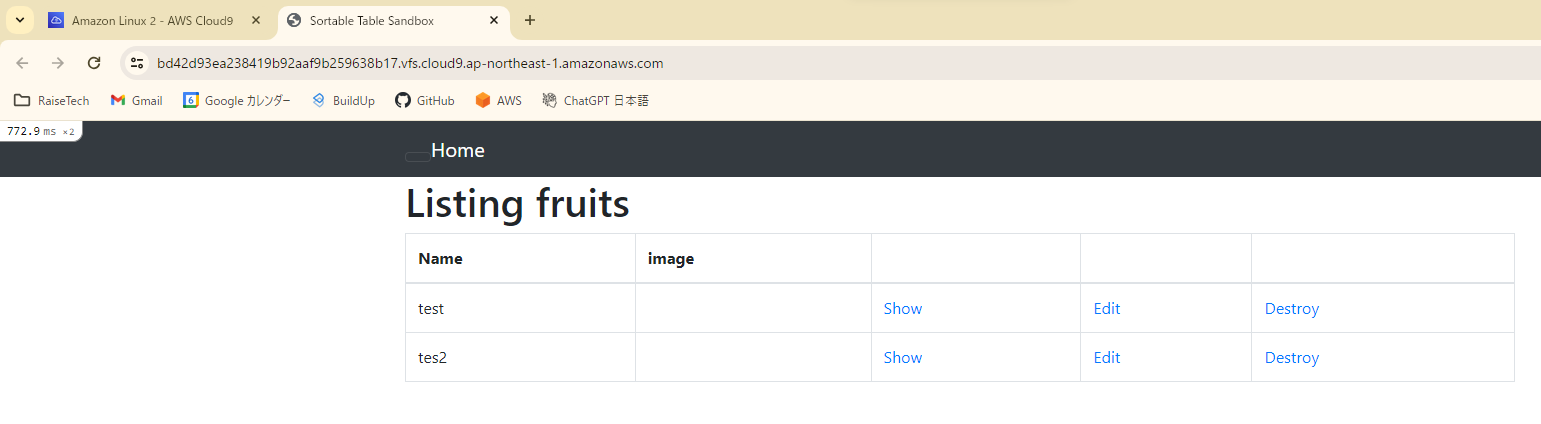 Amazon Linux 2 - AWS Cloud9
Sortable Table Sandbox
bd42d93ea238419b92aaf9b259638b17.vfs.cloud9.ap-northeast-1.amazonaws.com
RaiseTech Gmail 6 Google カレンダー BuildUp GitHub AWS ChatGPT 日本語
772.9 ms ×2
Home
Listing fruits
Name image
test Show Edit Destroy
tes2 Show Edit Destroy